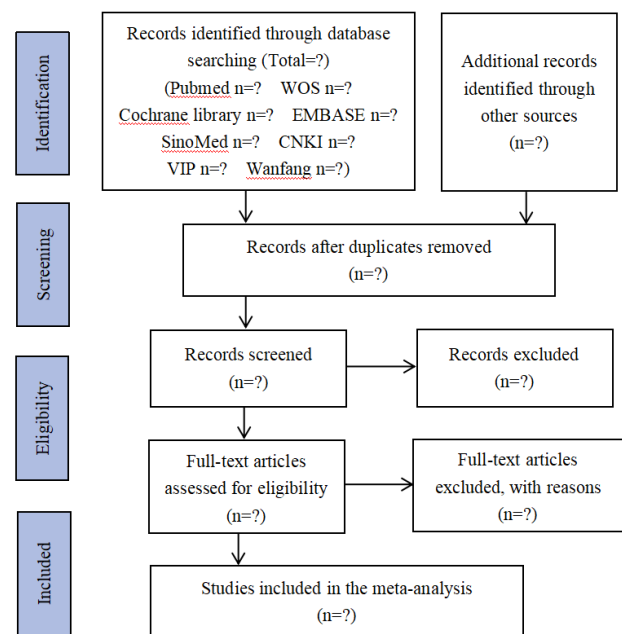 Identification
Records identified through database
searching (Total=?)
(Pubmed n=? WOS n=?
Cochrane library n=? EMBASE n=?
SinoMed n=? CNKI n=?
VIP n=? Wanfang n=?)
Additional records
identified through
other sources
(n=?)
Screening
Records after duplicates removed
(n=?)
Eligibility
Records screened
(n=?)
Records excluded
(n=?)
Full-text articles
assessed for eligibility
(n=?)
Full-text articles
excluded, with reasons
(n=?)
Included
Studies included in the meta-analysis
(n=?)